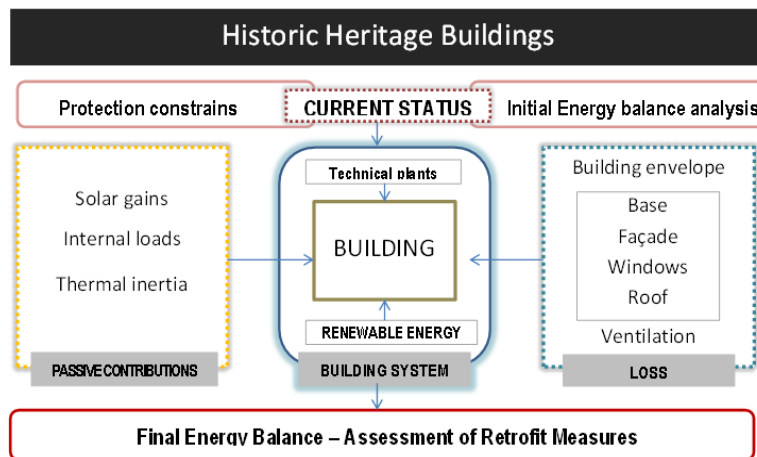 Historic Heritage Buildings
Protection constrains
CURRENT STATUS
Initial Energy balance analysis
Solar gains
Internal loads
Thermal inertia
PASSIVE CONTRIBUTIONS
Technical plants
BUILDING
RENEWABLE ENERGY
BUILDING SYSTEM
Building envelope
Base
Façade
Windows
Roof
Ventilation
LOSS
Final Energy Balance – Assessment of Retrofit Measures